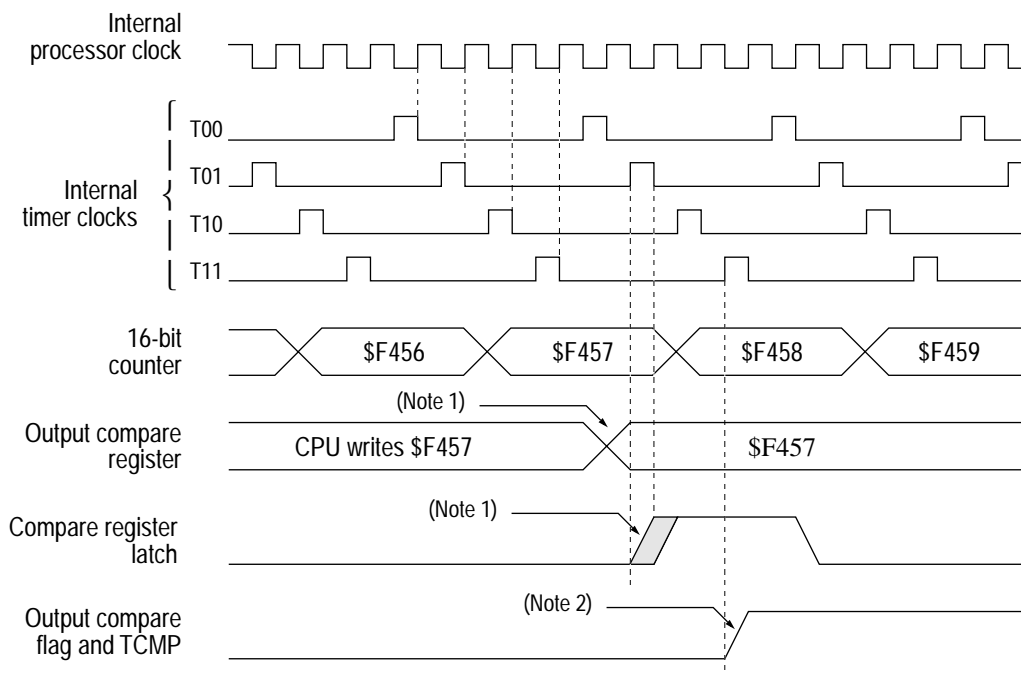 Internal
processor clock
T00
T01
Internal
timer clocks
T10
T11
16-bit
counter
$F456
$F457
$F458
$F459
(Note 1)
Output compare
register
CPU writes $F457
$F457
(Note 1)
Compare register
latch
(Note 2)
Output compare
flag and TCMP